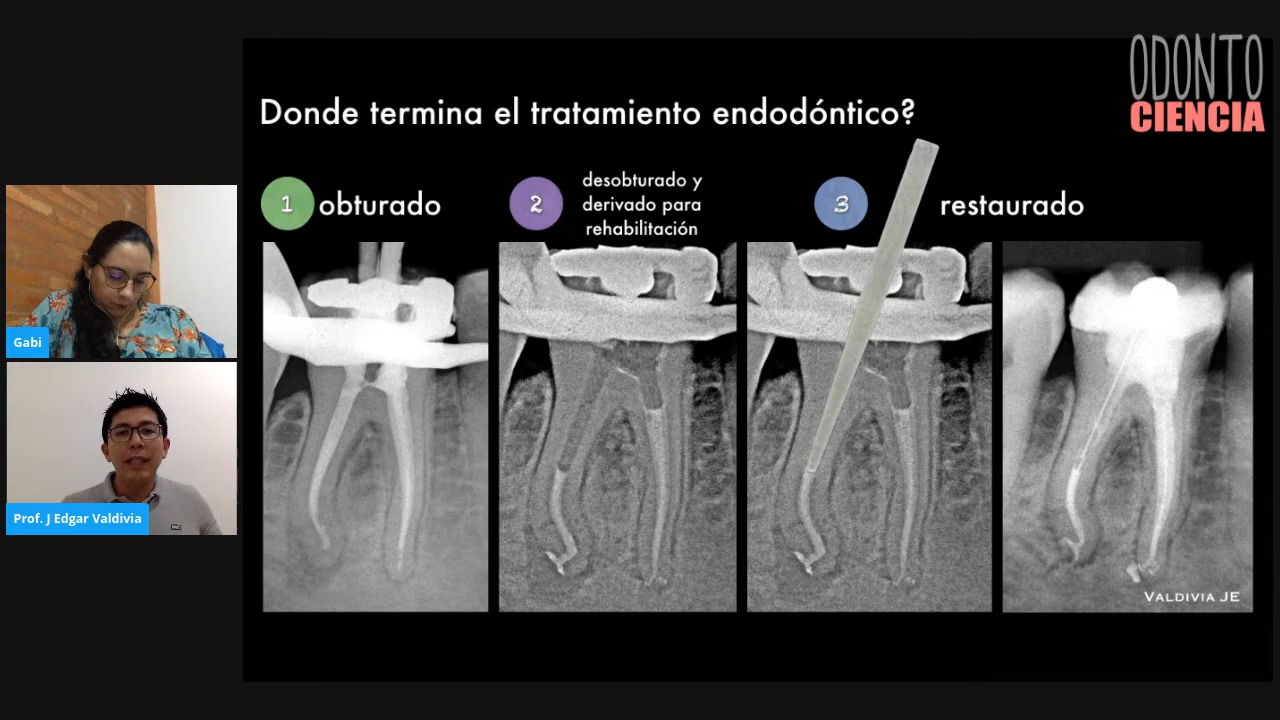 ODONTO
CIENCIA
Donde termina el tratamiento endodóntico?
1 obturado
2 desobturado y
derivado para
rehabilitación
3 restaurado
Gabi
Prof. J Edgar Valdivia
VALDIVIA JE